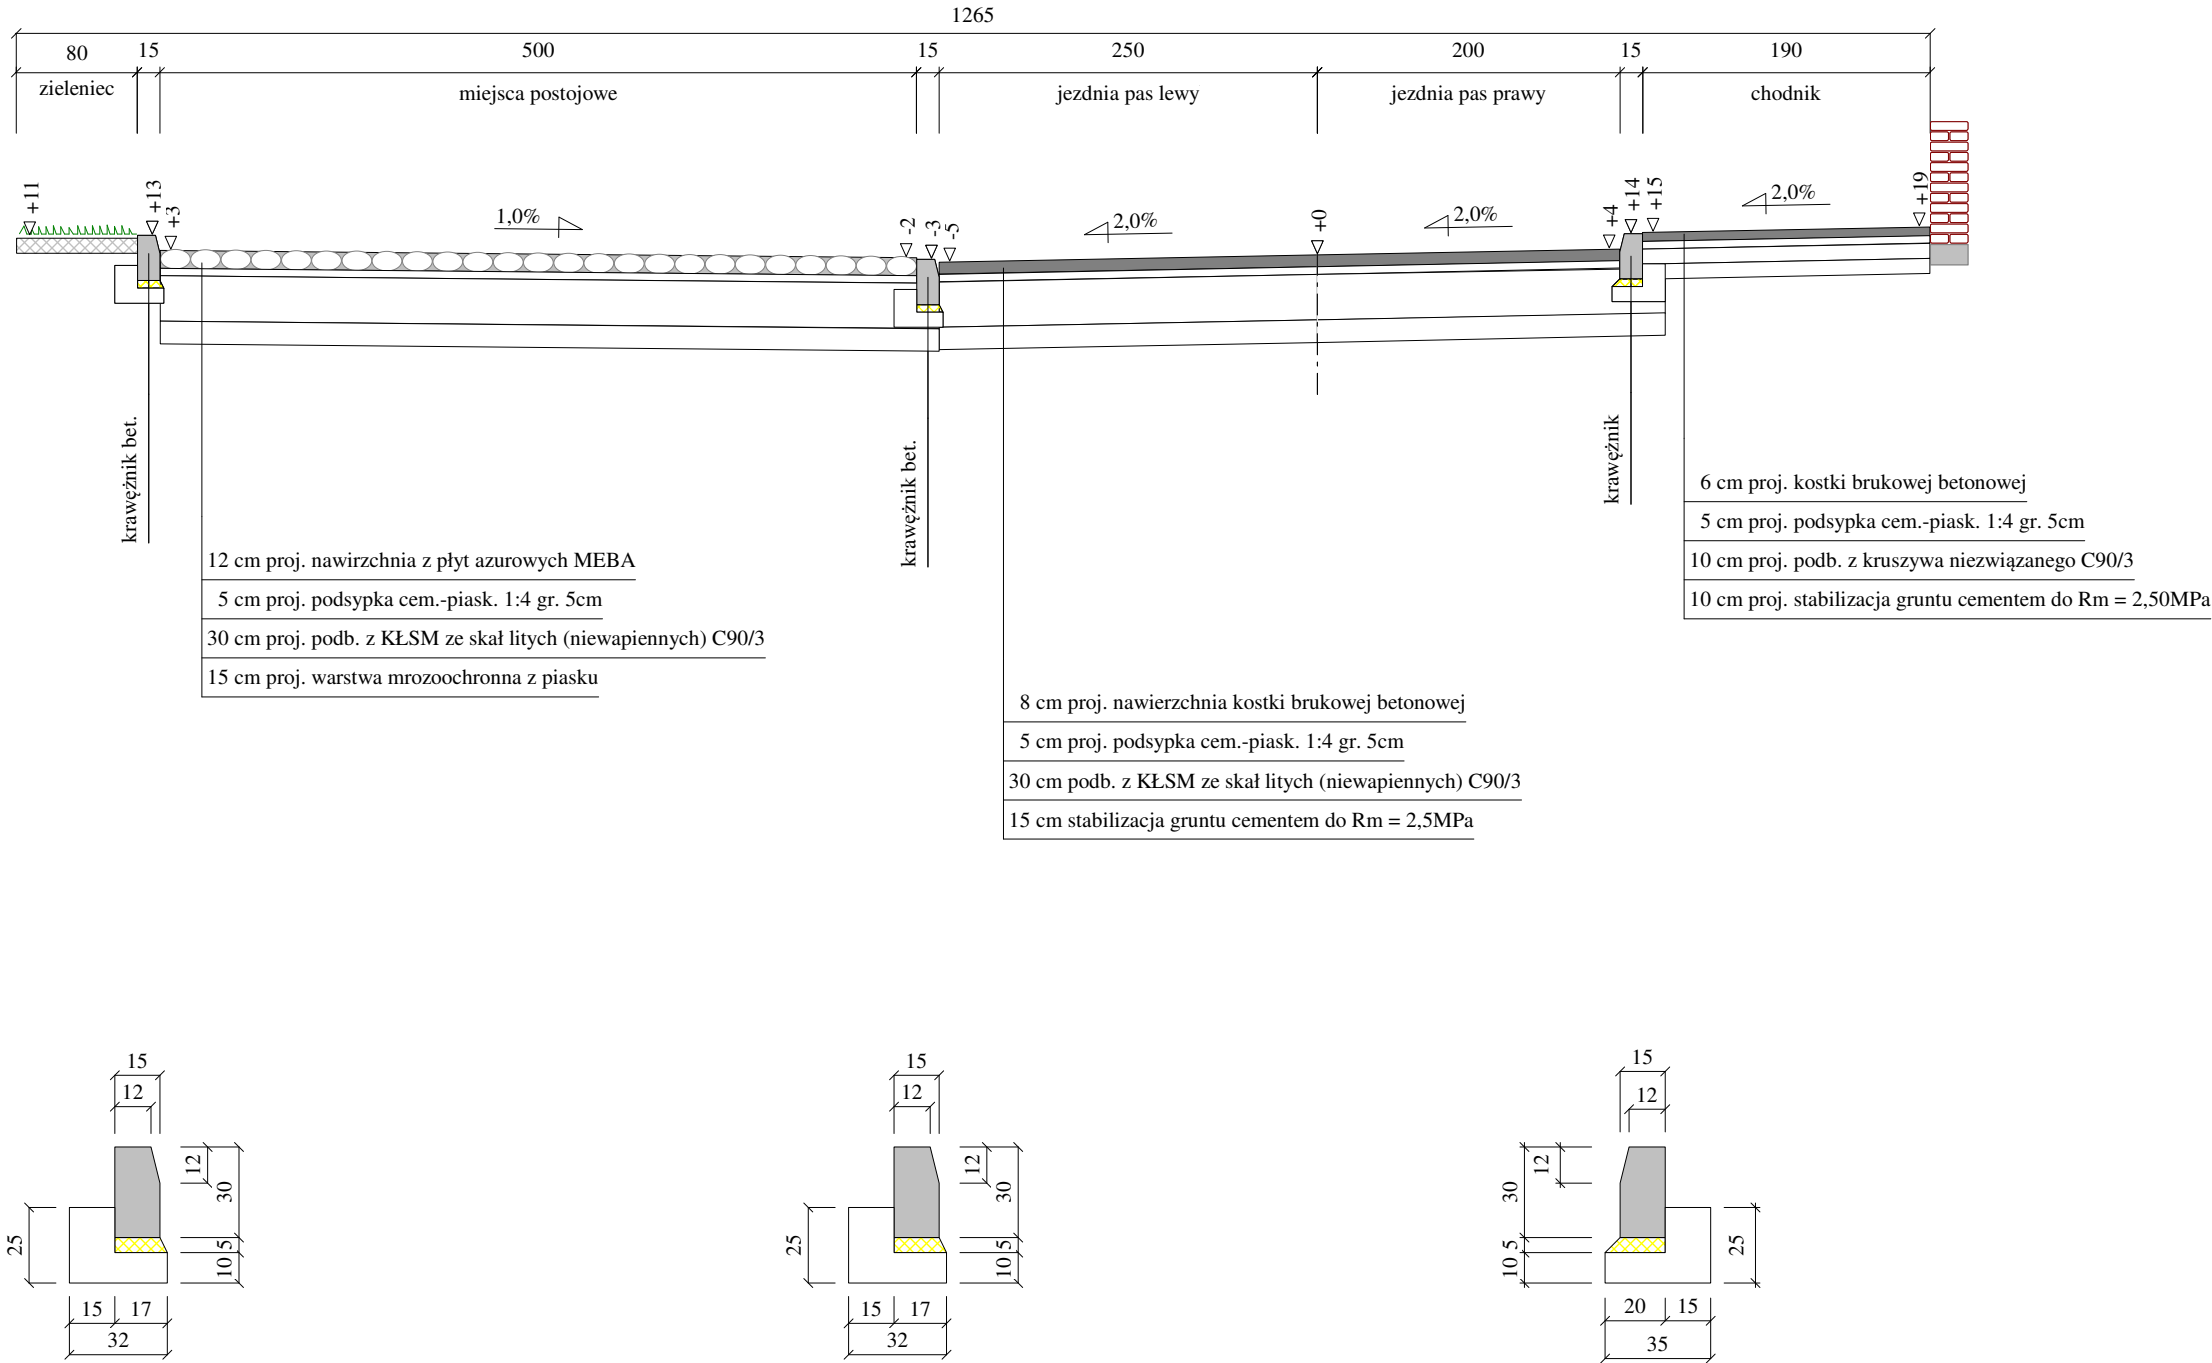 1265
80 15 500 15 250 200 15 190
zieleniec miejsca postojowe jezdnia pas lewy jezdnia pas prawy chodnik
+11 +13 +3 1,0% -2 -3 -5 2,0% +0 2,0% +4 +14 +15 2,0% +19
krawężnik bet.
krawężnik bet.
krawężnik
12 cm proj. nawirzchnia z płyt azurowych MEBA
5 cm proj. podsypka cem.-piask. 1:4 gr. 5cm
30 cm proj. podb. z KŁSM ze skał litych (niewapiennych) C90/3
15 cm proj. warstwa mrozoochronna z piasku
8 cm proj. nawierzchnia kostki brukowej betonowej
5 cm proj. podsypka cem.-piask. 1:4 gr. 5cm
30 cm podb. z KŁSM ze skał litych (niewapiennych) C90/3
15 cm stabilizacja gruntu cementem do Rm = 2,5MPa
6 cm proj. kostki brukowej betonowej
5 cm proj. podsypka cem.-piask. 1:4 gr. 5cm
10 cm proj. podb. z kruszywa niezwiązanego C90/3
10 cm proj. stabilizacja gruntu cementem do Rm = 2,50MPa
15
12
12
30
25
5
10
15 17
32
15
12
12
30
25
5
10
15 17
32
15
12
12
30
5
10
25
20 15
35